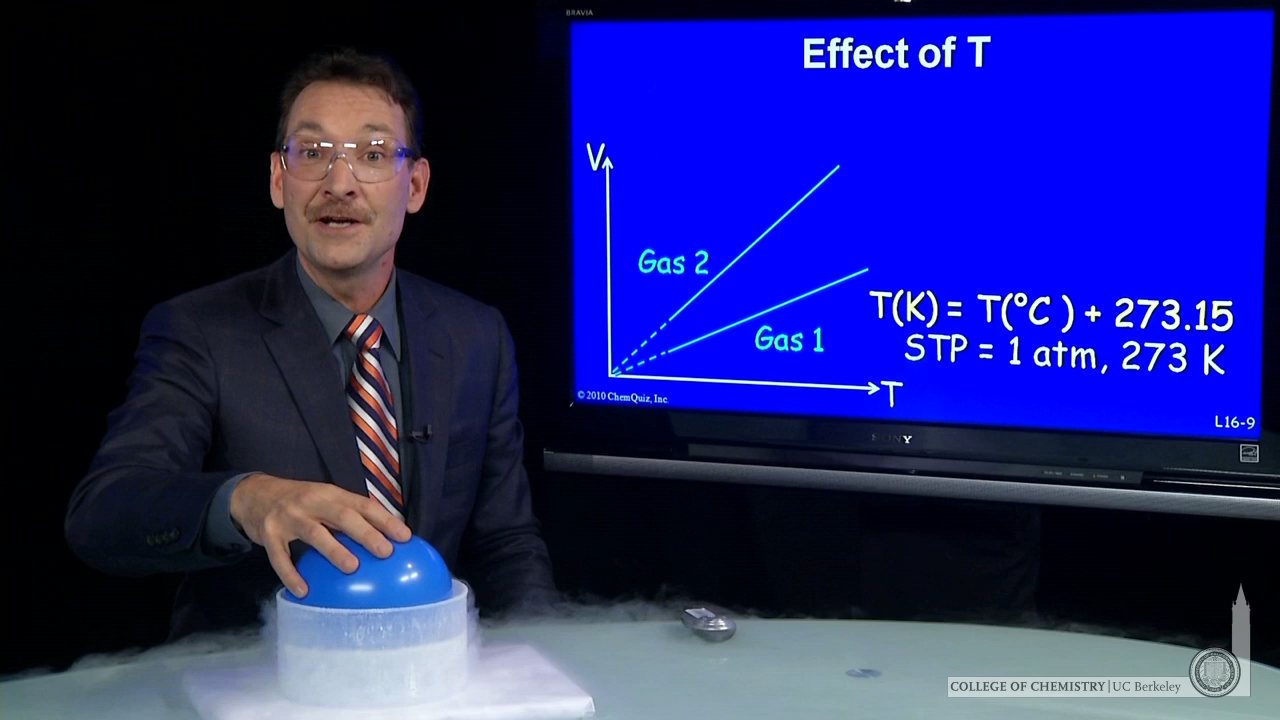 BRAVIA
Effect of T
V
Gas 2
Gas 1
T(K) = T(°C ) + 273.15
STP = 1 atm, 273 K
T
© 2010 ChemQuiz, Inc.
L16-9
SONY
COLLEGE OF CHEMISTRY | UC Berkeley